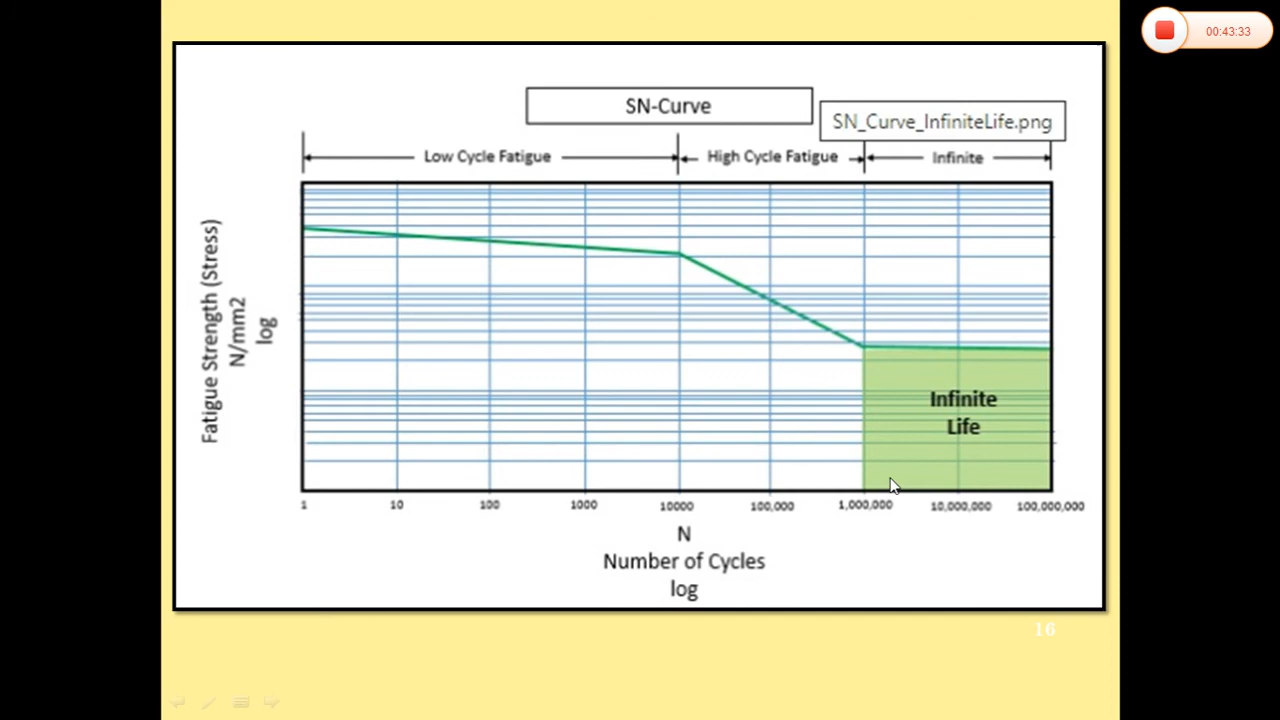 00:43:33
SN-Curve
SN_Curve_InfiniteLife.png
Low Cycle Fatigue
High Cycle Fatigue
Infinite
Fatigue Strength (Stress)
N/mm2
log
Infinite
Life
1 10 100 1000 10000 100,000 1,000,000 10,000,000 100,000,000
N
Number of Cycles
log
16